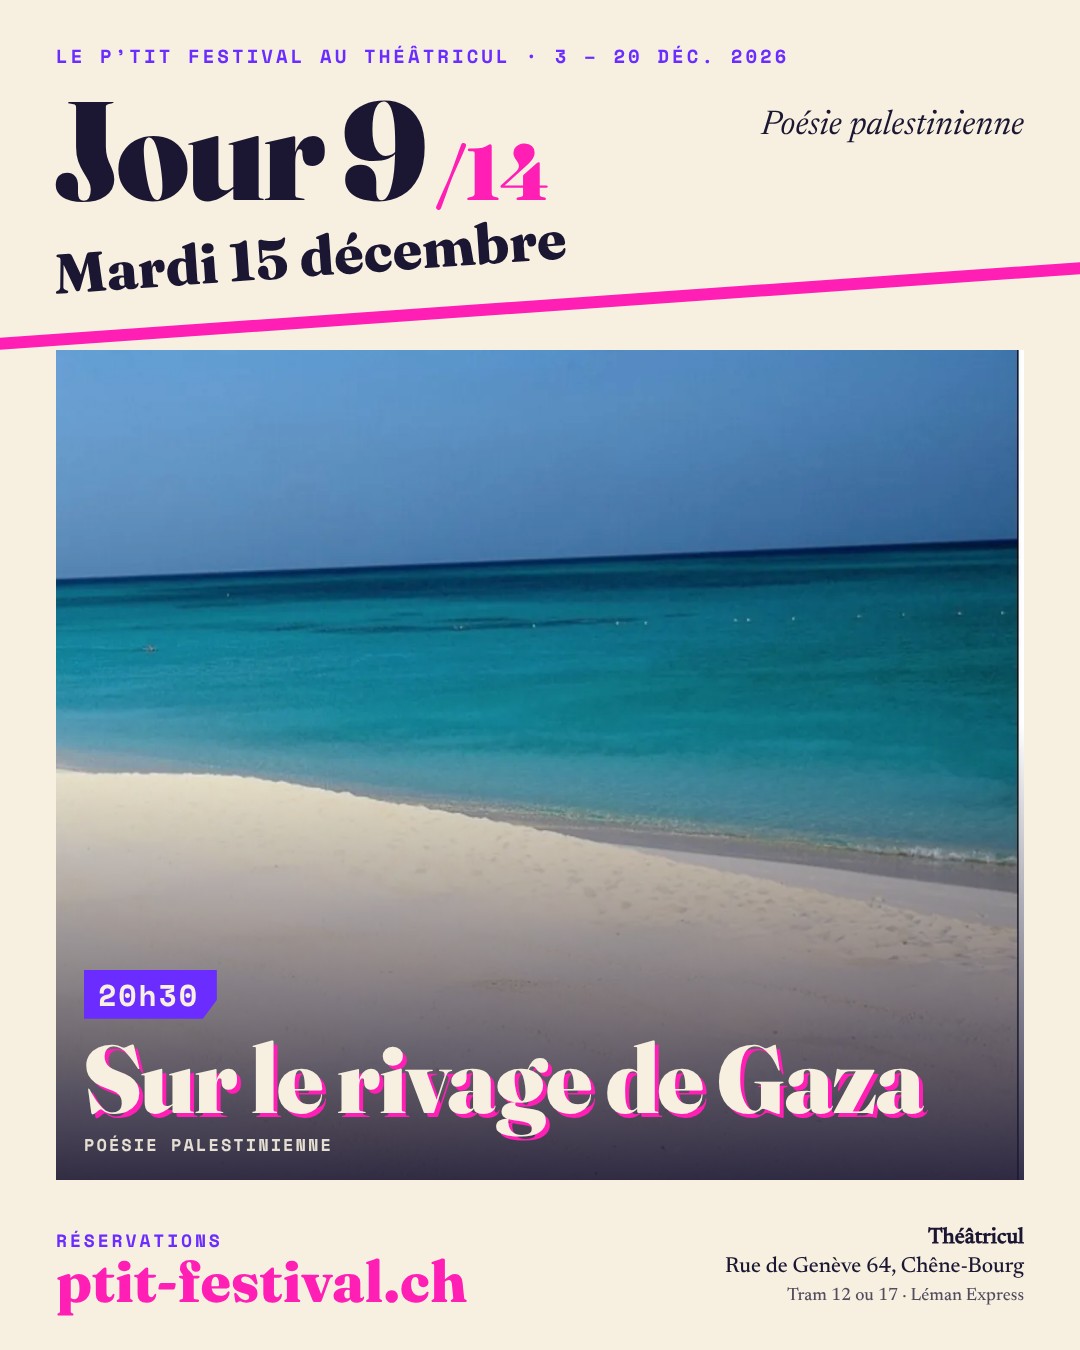 LE P'TIT FESTIVAL AU THÉÂTRICUL · 3 – 20 DÉC. 2026
Jour 9/14
Poésie palestinienne
Mardi 15 décembre
20h30
Sur le rivage de Gaza
POÉSIE PALESTINIENNE
RÉSERVATIONS
ptit-festival.ch
Théâtricul
Rue de Genève 64, Chêne-Bourg
Tram 12 ou 17 · Léman Express